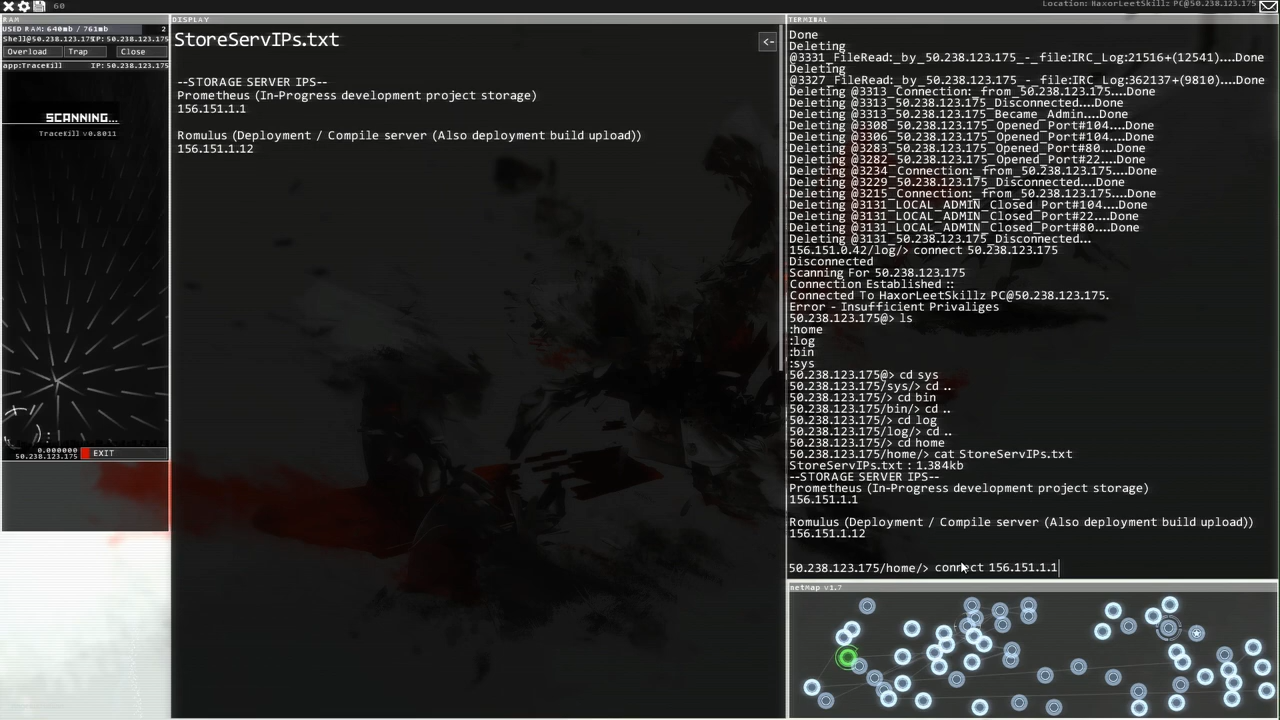 60
Location: HaxorLeetSkillz PC@50.238.123.175
RAM
USED RAM: 640mb / 761mb 2
Shell@50.238.123.175 IP: 50.238.123.175
Overload Trap Close
app:TraceKill IP: 50.238.123.175
SCANNING...
TraceKill v0.8011
0.000000
50.238.123.175
EXIT
DISPLAY
StoreServIPs.txt
<-
--STORAGE SERVER IPS--
Prometheus (In-Progress development project storage)
156.151.1.1
Romulus (Deployment / Compile server (Also deployment build upload))
156.151.1.12
TERMINAL
Done
Deleting
@3331_FileRead:_by_50.238.123.175_-_file:IRC_Log:21516+(12541)....Done
Deleting
@3327_FileRead:_by_50.238.123.175_-_file:IRC_Log:362137+(9810)....Done
Deleting @3313_Connection:_from_50.238.123.175....Done
Deleting @3313_50.238.123.175_Disconnected....Done
Deleting @3313_50.238.123.175_Became_Admin....Done
Deleting @3308_50.238.123.175_Opened_Port#104....Done
Deleting @3306_50.238.123.175_Opened_Port#104....Done
Deleting @3283_50.238.123.175_Opened_Port#80....Done
Deleting @3282_50.238.123.175_Opened_Port#22....Done
Deleting @3234_Connection:_from_50.238.123.175....Done
Deleting @3229_50.238.123.175_Disconnected....Done
Deleting @3215_Connection:_from_50.238.123.175....Done
Deleting @3131_LOCAL_ADMIN_Closed_Port#104....Done
Deleting @3131_LOCAL_ADMIN_Closed_Port#22....Done
Deleting @3131_LOCAL_ADMIN_Closed_Port#80....Done
Deleting @3131_50.238.123.175_Disconnected...
156.151.0.42/log/> connect 50.238.123.175
Disconnected
Scanning For 50.238.123.175
Connection Established ::
Connected To HaxorLeetSkillz PC@50.238.123.175.
Error - Insufficient Privaliges
50.238.123.175@> ls
:home
:log
:bin
:sys
50.238.123.175@> cd sys
50.238.123.175/sys/> cd ..
50.238.123.175/> cd bin
50.238.123.175/bin/> cd ..
50.238.123.175/> cd log
50.238.123.175/log/> cd ..
50.238.123.175/> cd home
50.238.123.175/home/> cat StoreServIPs.txt
StoreServIPs.txt : 1.384kb
--STORAGE SERVER IPS--
Prometheus (In-Progress development project storage)
156.151.1.1
Romulus (Deployment / Compile server (Also deployment build upload))
156.151.1.12
50.238.123.175/home/> connect 156.151.1.1
netMap v1.7